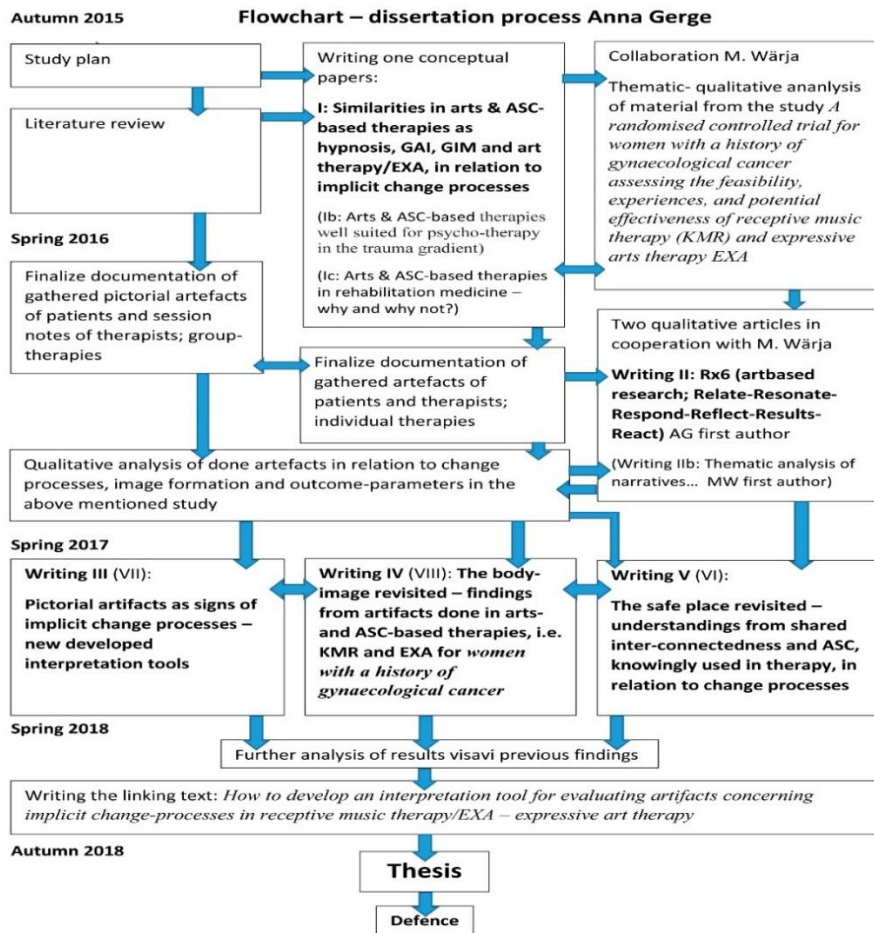 Autumn 2015
Flowchart – dissertation process Anna Gerge
Study plan
Literature review
Writing one conceptual
papers:
I: Similarities in arts & ASC-
based therapies as
hypnosis, GAI, GIM and art
therapy/EXA, in relation to
implicit change processes
(Ib: Arts & ASC-based therapies
well suited for psycho-therapy
in the trauma gradient)
(Ic: Arts & ASC-based therapies
in rehabilitation medicine –
why and why not?)
Collaboration M. Wärja
Thematic- qualitative ananlysis
of material from the study A
randomised controlled trial for
women with a history of
gynaecological cancer
assessing the feasibility,
experiences, and potential
effectiveness of receptive music
therapy (KMR) and expressive
arts therapy EXA
Spring 2016
Finalize documentation of
gathered pictorial artefacts
of patients and session
notes of therapists; group-
therapies
Finalize documentation of
gathered artefacts of
patients and therapists;
individual therapies
Two qualitative articles in
cooperation with M. Wärja
Writing II: Rx6 (artbased
research; Relate-Resonate-
Respond-Reflect-Results-
React) AG first author
(Writing IIb: Thematic analysis of
narratives... MW first author)
Qualitative analysis of done artefacts in relation to change
processes, image formation and outcome-parameters in the
above mentioned study
Spring 2017
Writing III (VII):
Pictorial artifacts as signs of
implicit change processes –
new developed
interpretation tools
Writing IV (VIII): The body-
image revisited – findings
from artifacts done in arts-
and ASC-based therapies, i.e.
KMR and EXA for women
with a history of
gynaecological cancer
Writing V (VI):
The safe place revisited –
understandings from shared
inter-connectedness and ASC,
knowingly used in therapy, in
relation to change processes
Spring 2018
Further analysis of results visavi previous findings
Writing the linking text: How to develop an interpretation tool for evaluating artifacts concerning
implicit change-processes in receptive music therapy/EXA – expressive art therapy
Autumn 2018
Thesis
Defence